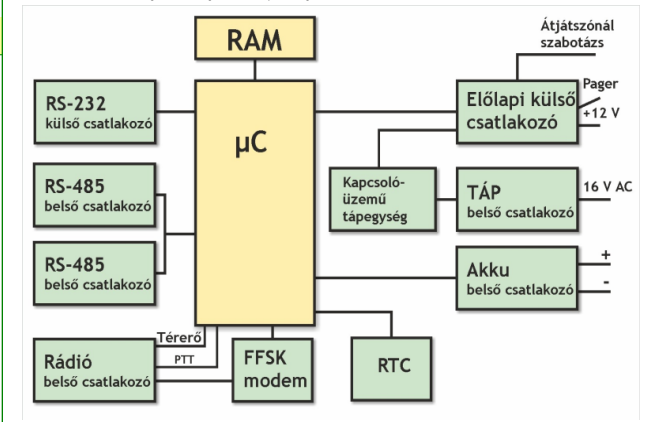 RAM
Átjátszónál
szabotázs
RS-232
külső csatlakozó
µC
Előlapi külső
csatlakozó
Pager
+12 V
RS-485
belső csatlakozó
Kapcsoló-
üzemű
tápegység
TÁP
belső csatlakozó
16 V AC
RS-485
belső csatlakozó
Akku
belső csatlakozó
+
-
Térerő
PTT
Rádió
belső csatlakozó
FFSK
modem
RTC